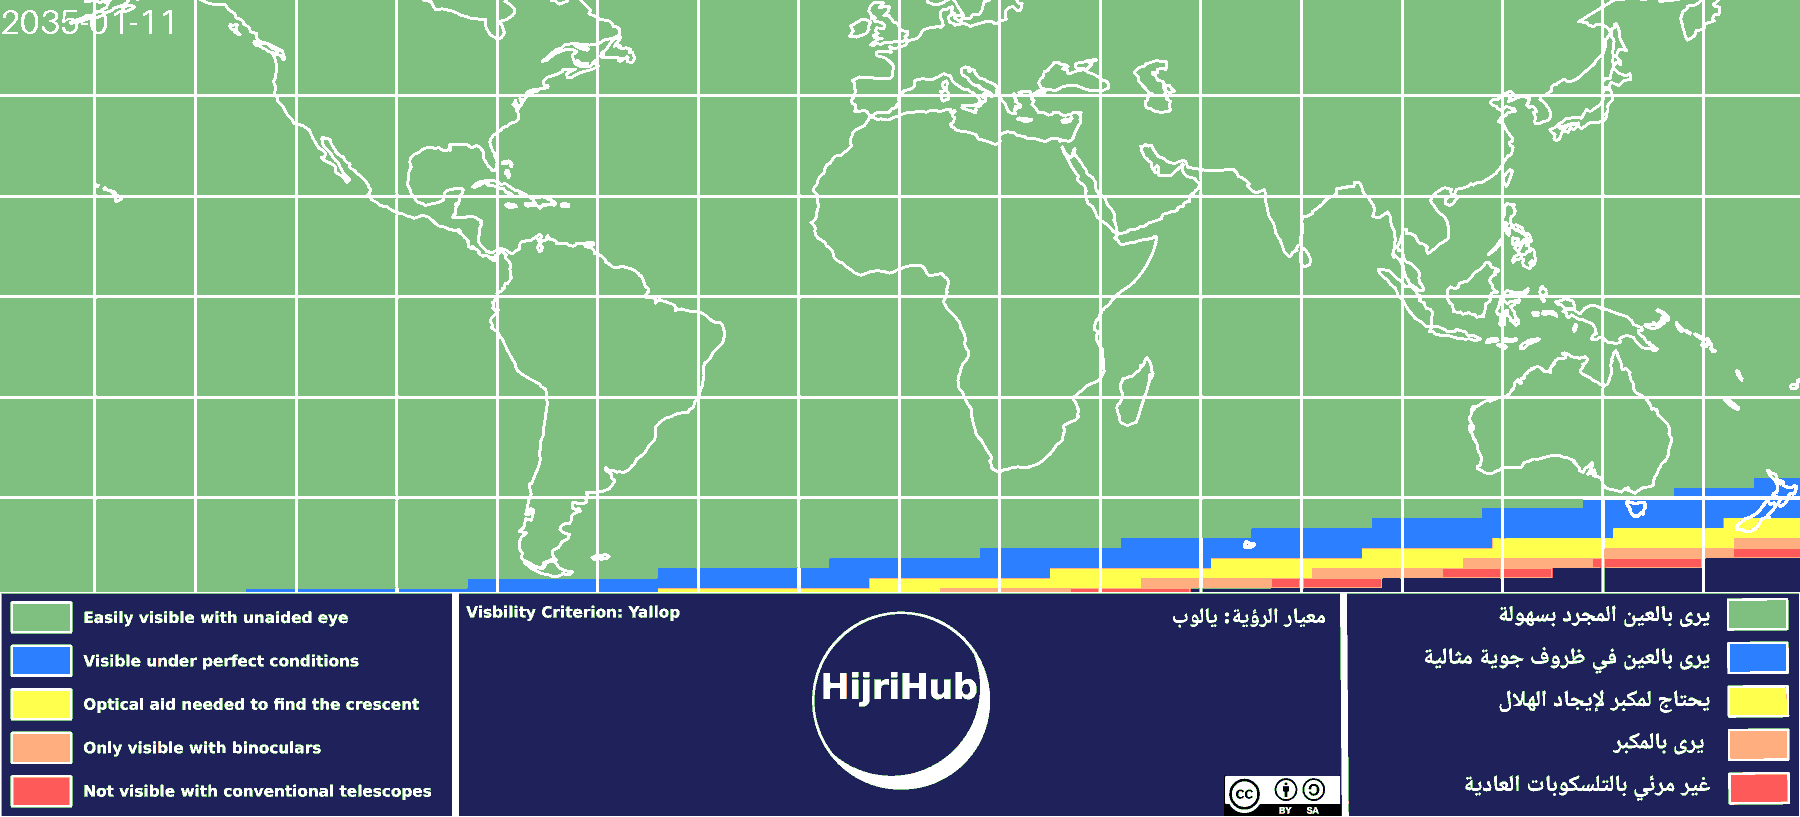 2035-01-11
Easily visible with unaided eye
Visible under perfect conditions
Optical aid needed to find the crescent
Only visible with binoculars
Not visible with conventional telescopes
Visbility Criterion: Yallop
معيار الرؤية: يالوب
HijriHub
CC
BY SA
يرى بالعين المجرد بسهولة
يرى بالعين في ظروف جوية مثالية
يحتاج لمكبر لإيجاد الهلال
يرى بالمكبر
غير مرئي بالتلسكوبات العادية